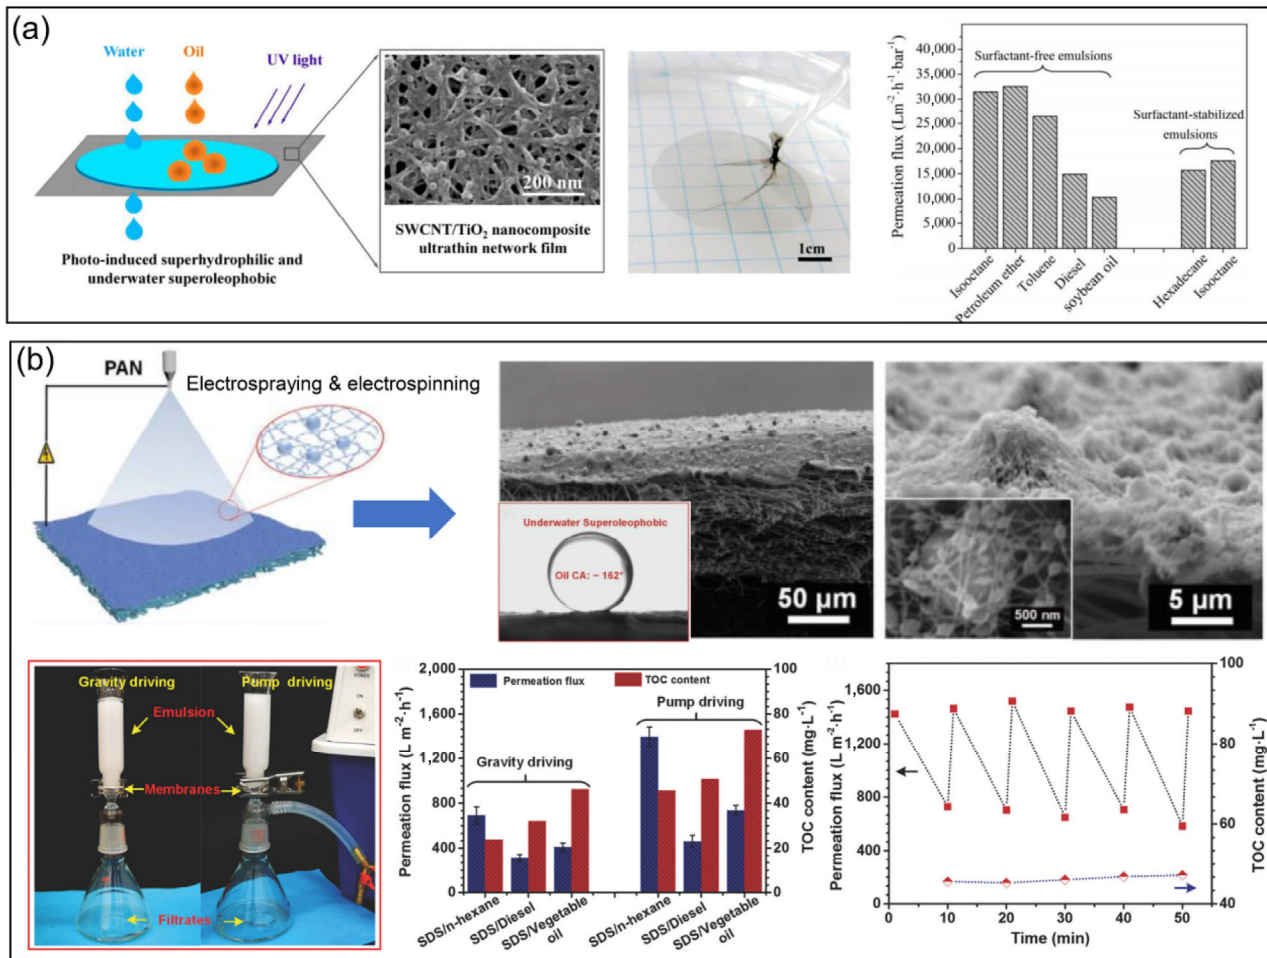 (a)
Water
Oil
UV light
Photo-induced superhydrophilic and
underwater superoleophobic
200 nm
SWCNT/TiO₂ nanocomposite
ultrathin network film
1cm
Permeation flux (Lm⁻²·h⁻¹·bar⁻¹)
40,000
35,000
30,000
25,000
20,000
15,000
10,000
5,000
0
Surfactant-free emulsions
Surfactant-stabilized
emulsions
Isooctane
Petroleum ether
Toluene
Diesel
soybean oil
Hexadecane
Isooctane
(b)
PAN
Electrospraying & electrospinning
Underwater Superoleophobic
Oil CA: ~ 162°
50 µm
500 nm
5 µm
Gravity driving
Pump driving
Emulsion
Membranes
Filtrates
POWER
ON
OFF
Permeation flux (L m⁻²·h⁻¹)
2,000
1,600
1,200
800
400
0
Permeation flux
TOC content
Gravity driving
Pump driving
100
80
60
40
20
0
TOC content (mg·L⁻¹)
SDS/n-hexane
SDS/Diesel
SDS/Vegetable
oil
SDS/n-hexane
SDS/Diesel
SDS/Vegetable
oil
Permeation flux (L m⁻²·h⁻¹)
1,600
1,200
800
400
0
100
80
60
40
TOC content (mg·L⁻¹)
0
10
20
30
40
50
Time (min)